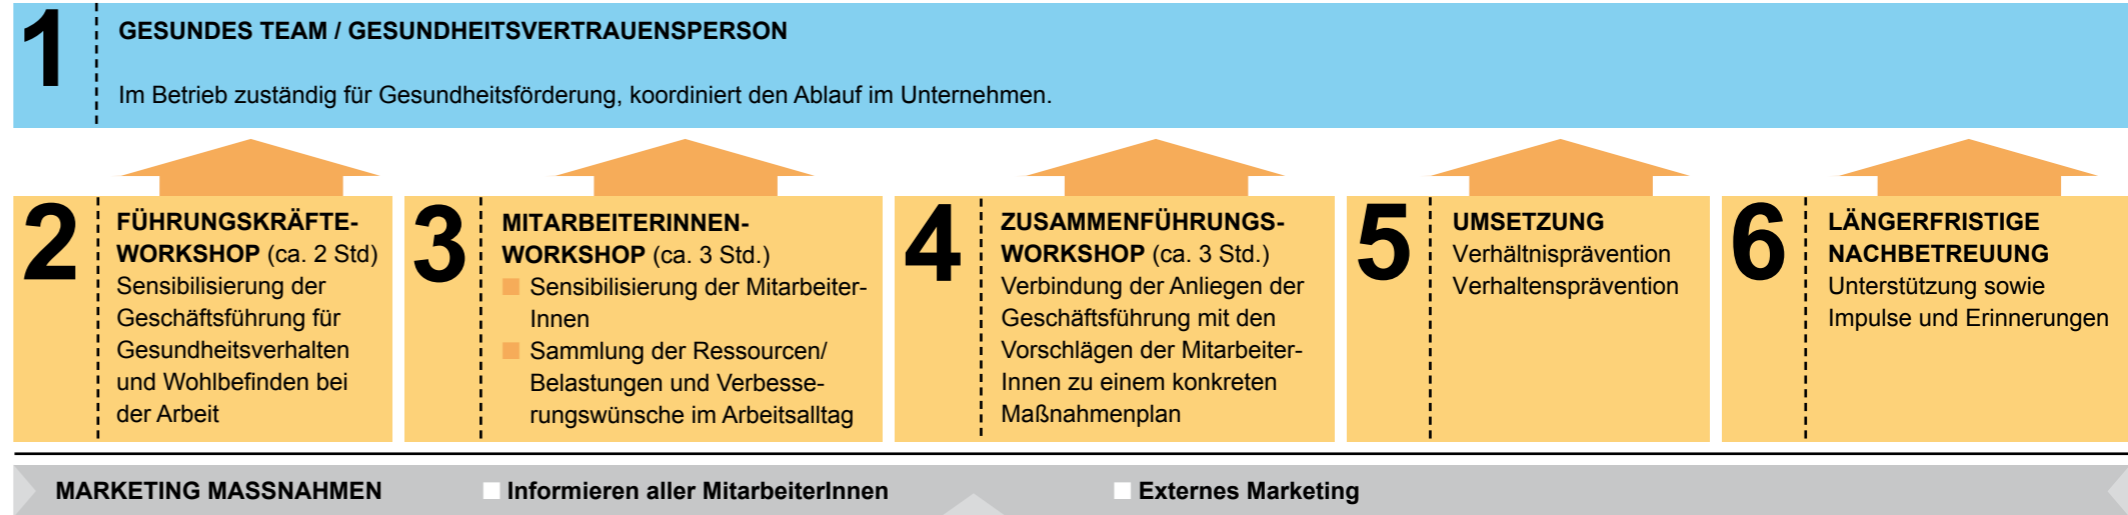 1
GESUNDES TEAM / GESUNDHEITSVERTRAUENSPERSON
Im Betrieb zuständig für Gesundheitsförderung, koordiniert den Ablauf im Unternehmen.
2
FÜHRUNGSKRÄFTE-
WORKSHOP (ca. 2 Std)
Sensibilisierung der
Geschäftsführung für
Gesundheitsverhalten
und Wohlbefinden bei
der Arbeit
3
MITARBEITERINNEN-
WORKSHOP (ca. 3 Std.)
Sensibilisierung der Mitarbeiter-
Innen
Sammlung der Ressourcen/
Belastungen und Verbesse-
rungswünsche im Arbeitsalltag
4
ZUSAMMENFÜHRUNGS-
WORKSHOP (ca. 3 Std.)
Verbindung der Anliegen der
Geschäftsführung mit den
Vorschlägen der Mitarbeiter-
Innen zu einem konkreten
Maßnahmenplan
5
UMSETZUNG
Verhältnisprävention
Verhaltensprävention
6
LÄNGERFRISTIGE
NACHBETREUUNG
Unterstützung sowie
Impulse und Erinnerungen
MARKETING MASSNAHMEN
Informieren aller MitarbeiterInnen
Externes Marketing